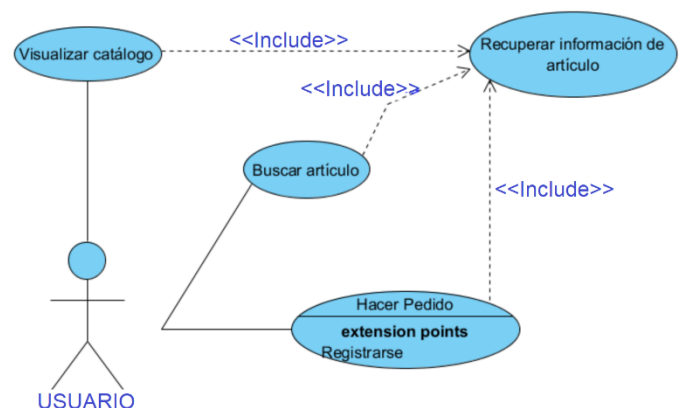 Visualizar catálogo
<<Include>>
Recuperar información de
artículo
<<Include>>
Buscar artículo
<<Include>>
Hacer Pedido
extension points
Registrarse
USUARIO